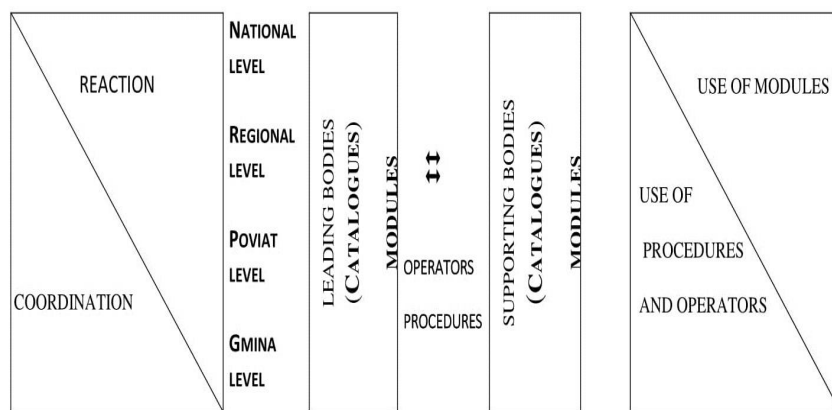 REACTION
COORDINATION
NATIONAL
LEVEL
REGIONAL
LEVEL
POVIAT
LEVEL
GMINA
LEVEL
LEADING BODIES
(CATALOGUES)
MODULES
OPERATORS
PROCEDURES
SUPPORTING BODIES
(CATALOGUES)
MODULES
USE OF MODULES
USE OF
PROCEDURES
AND OPERATORS